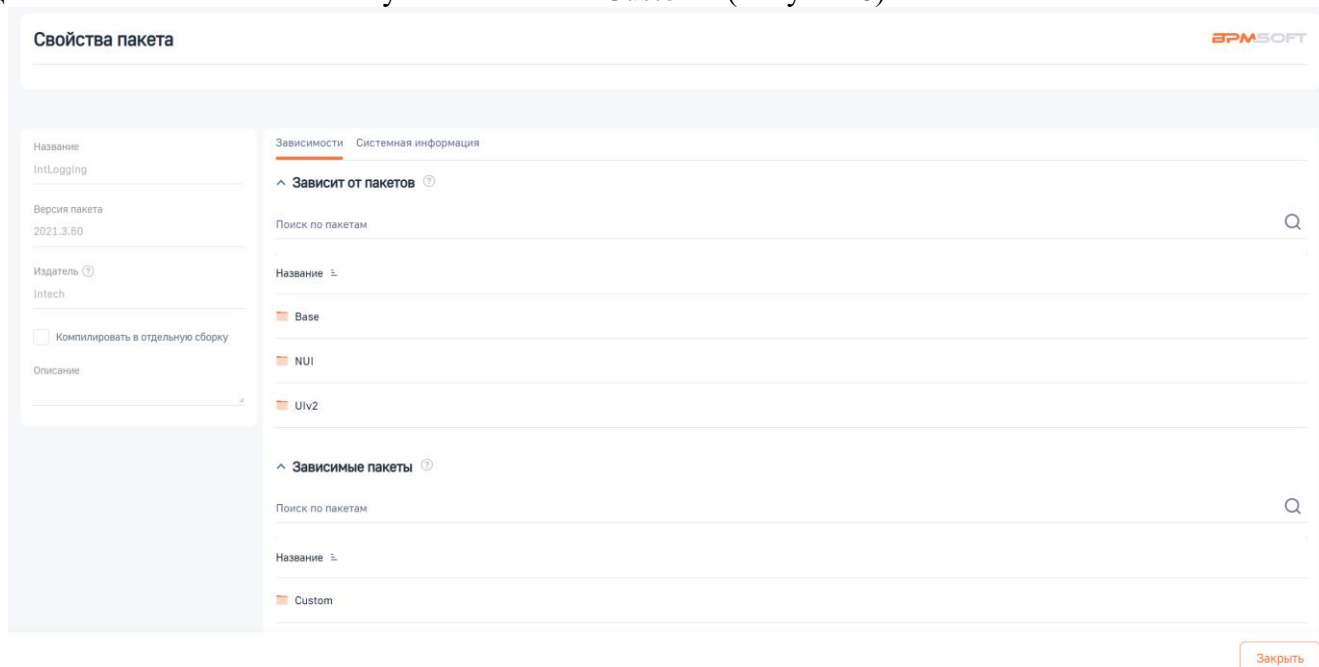 Свойства пакета
BPMSOFT
Название
IntLogging
Версия пакета
2021.3.60
Издатель
Intech
Компилировать в отдельную сборку
Описание
Зависимости Системная информация
Зависит от пакетов
Поиск по пакетам
Название
Base
NUI
UIv2
Зависимые пакеты
Поиск по пакетам
Название
Custom
Закрыть